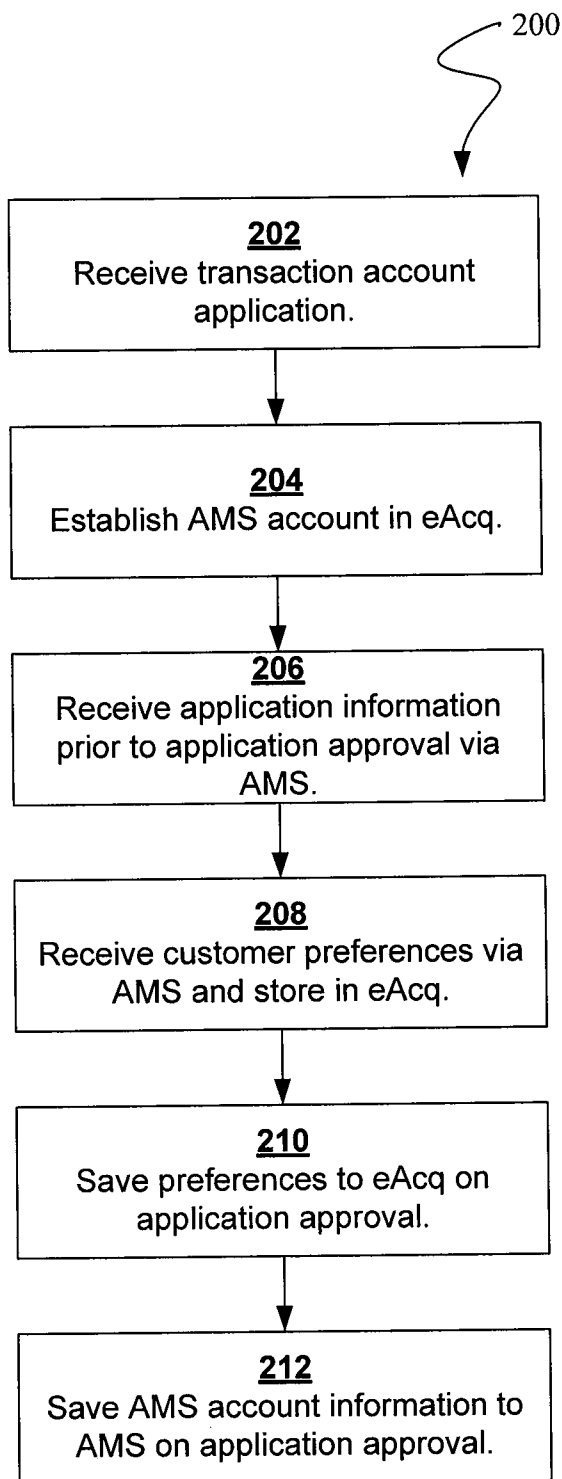 200
202
Receive transaction account
application.
204
Establish AMS account in eAcq.
206
Receive application information
prior to application approval via
AMS.
208
Receive customer preferences via
AMS and store in eAcq.
210
Save preferences to eAcq on
application approval.
212
Save AMS account information to
AMS on application approval.